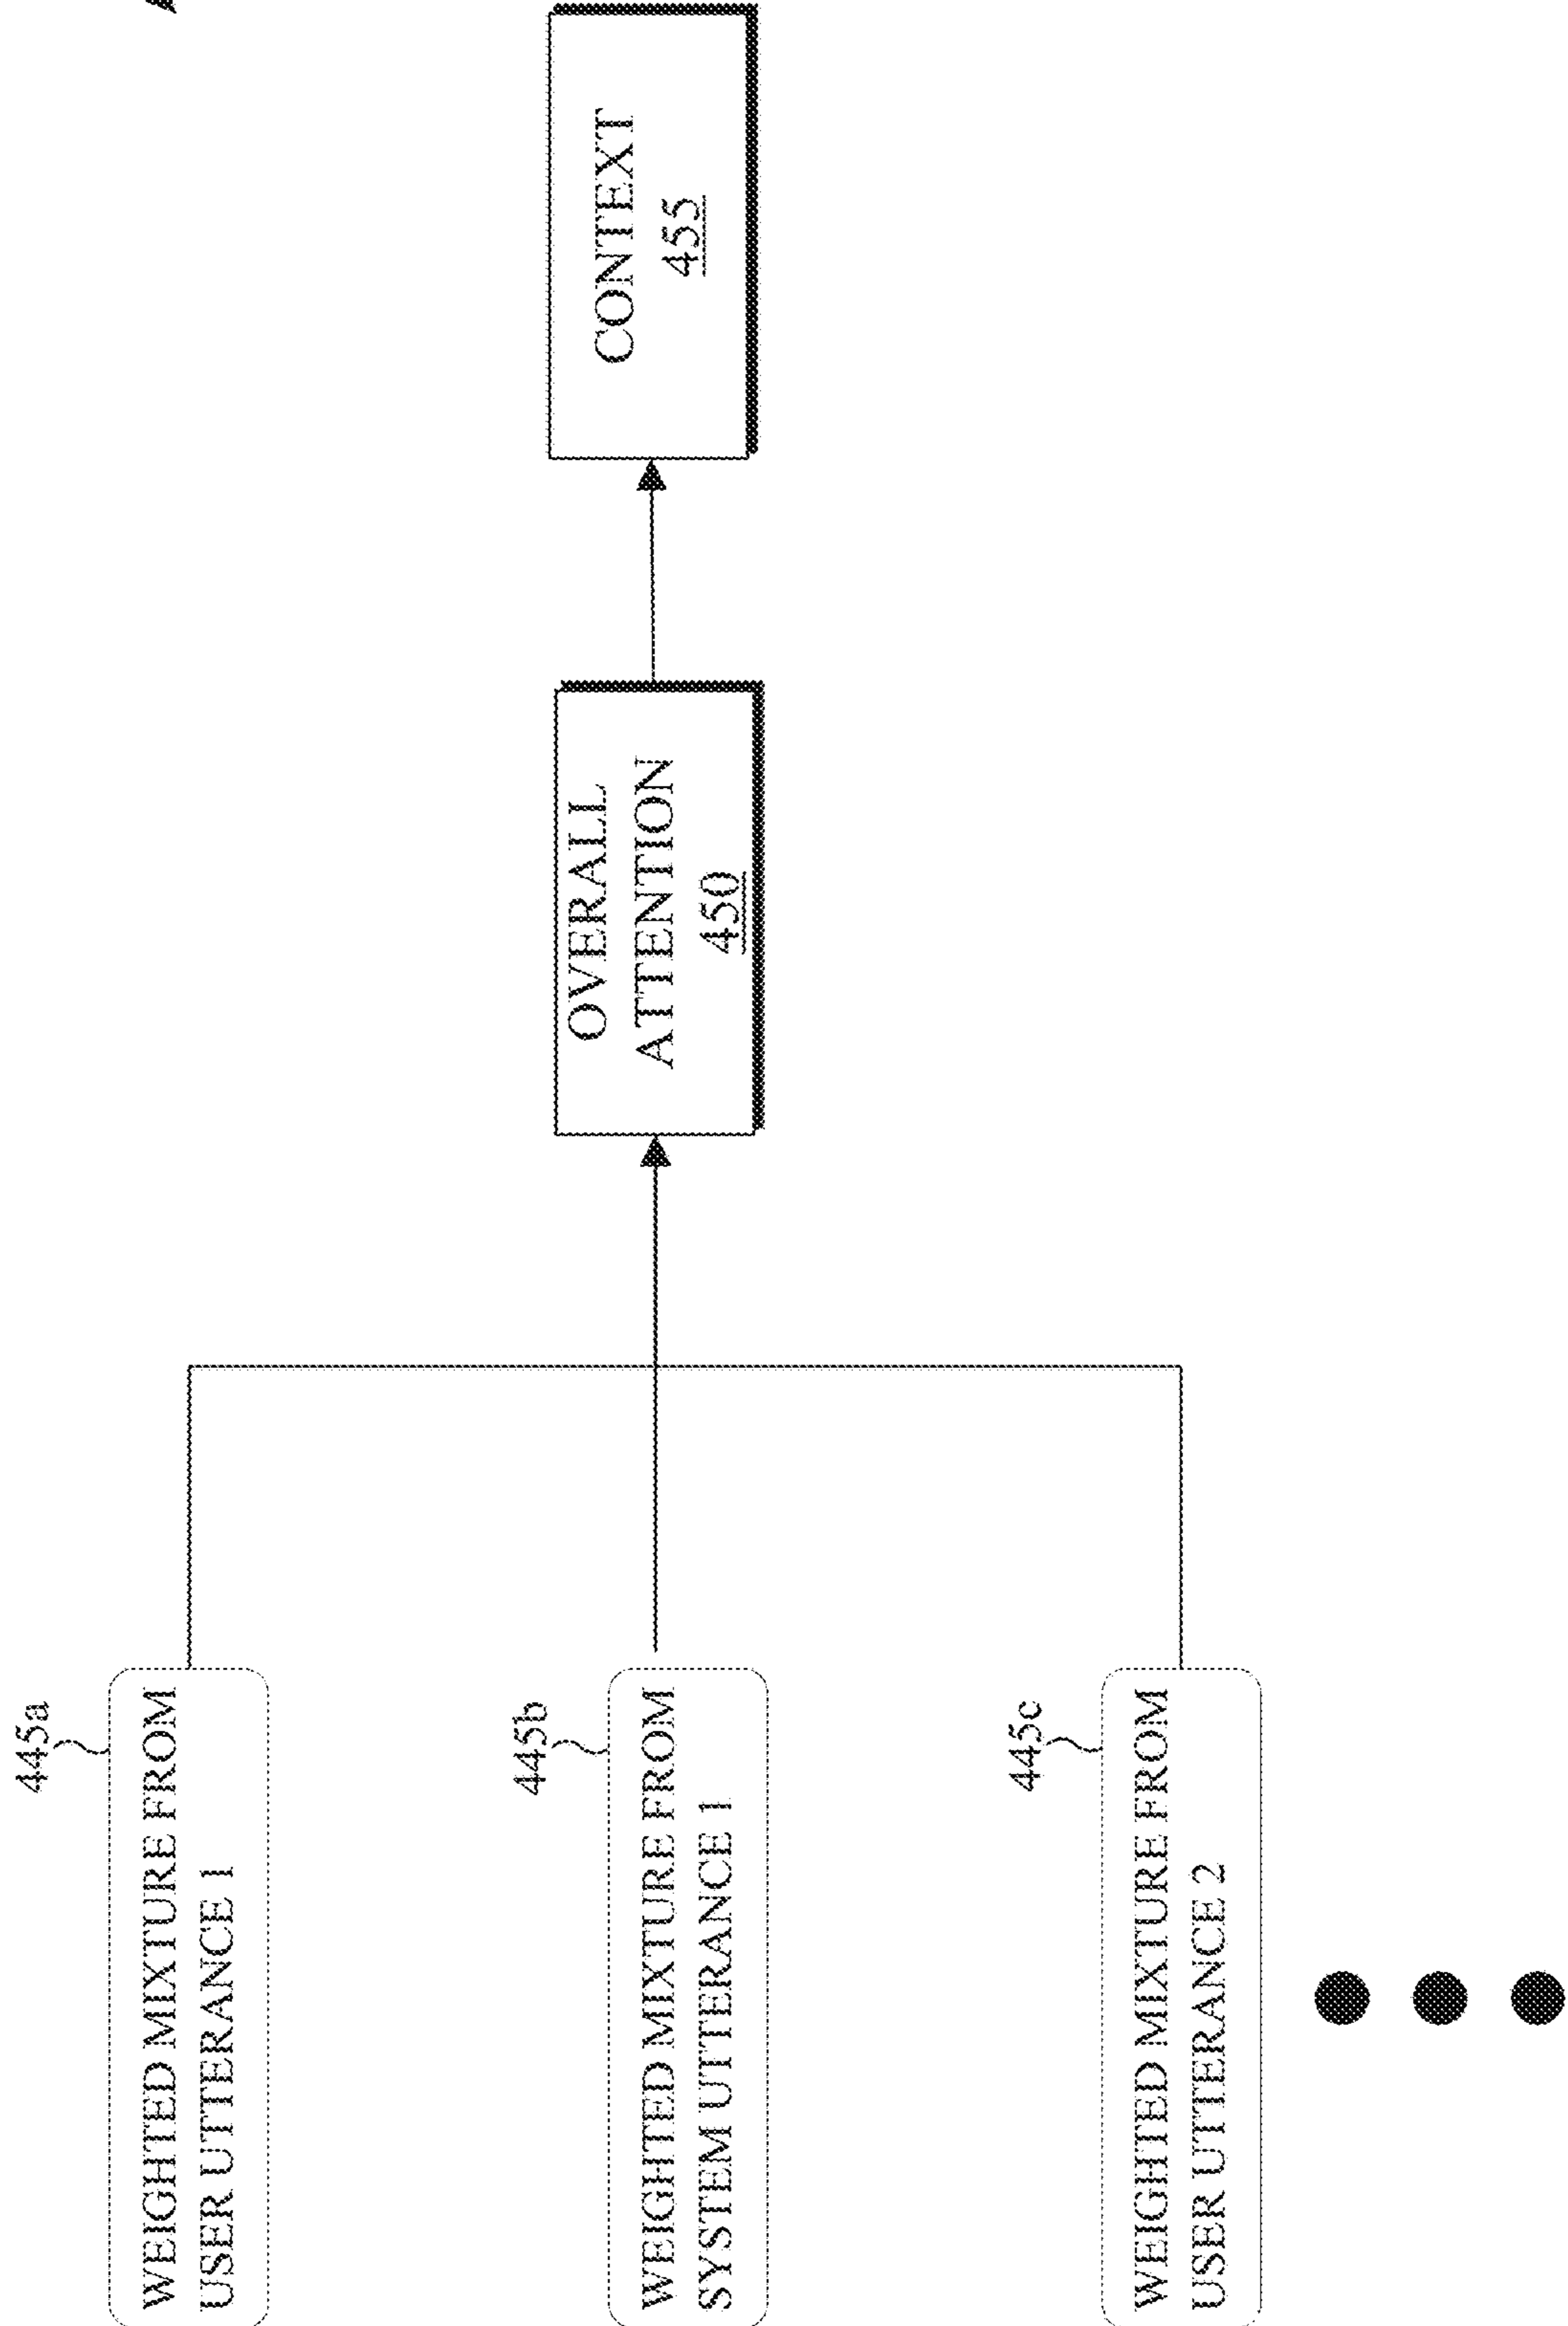 445a
WEIGHTED MIXTURE FROM
USER UTTERANCE 1
445b
WEIGHTED MIXTURE FROM
SYSTEM UTTERANCE 1
445c
WEIGHTED MIXTURE FROM
USER UTTERANCE 2
OVERALL
ATTENTION
450
CONTEXT
455